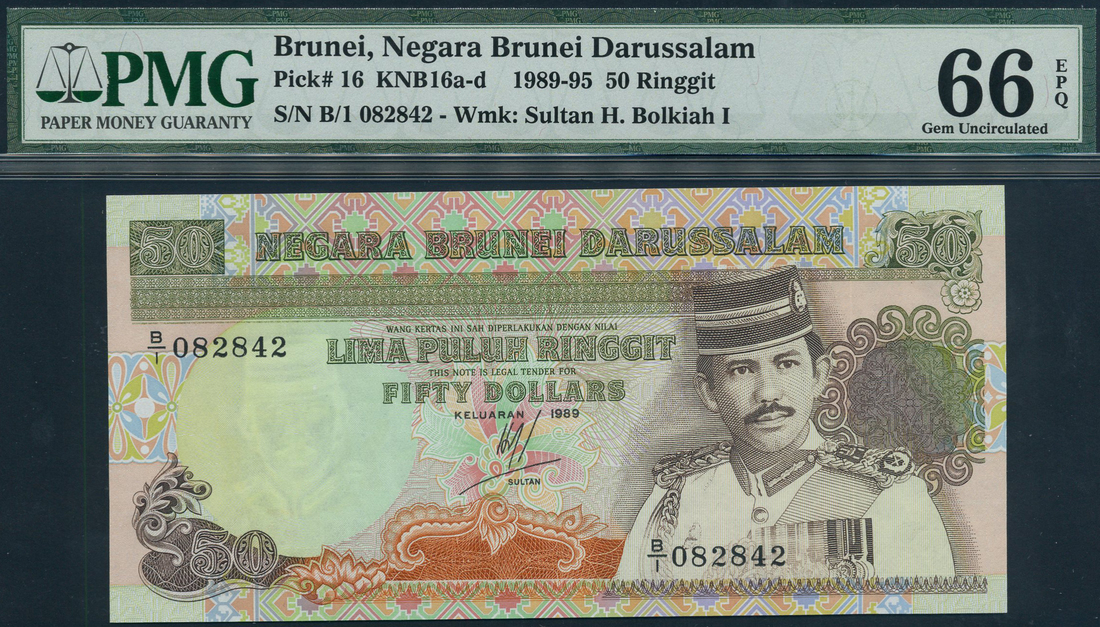 PMG
PAPER MONEY GUARANTY
Brunei, Negara Brunei Darussalam
Pick# 16 KNB16a-d 1989-95 50 Ringgit
S/N B/1 082842 - Wmk: Sultan H. Bolkiah I
66
EPQ
Gem Uncirculated
50
NEGARA BRUNEI DARUSSALAM
50
WANG KERTAS INI SAH DIPERLAKUKAN DENGAN NILAI
B/1 082842
LIMA PULUH RINGGIT
THIS NOTE IS LEGAL TENDER FOR
FIFTY DOLLARS
KELUARAN 1989
SULTAN
50
B/1 082842